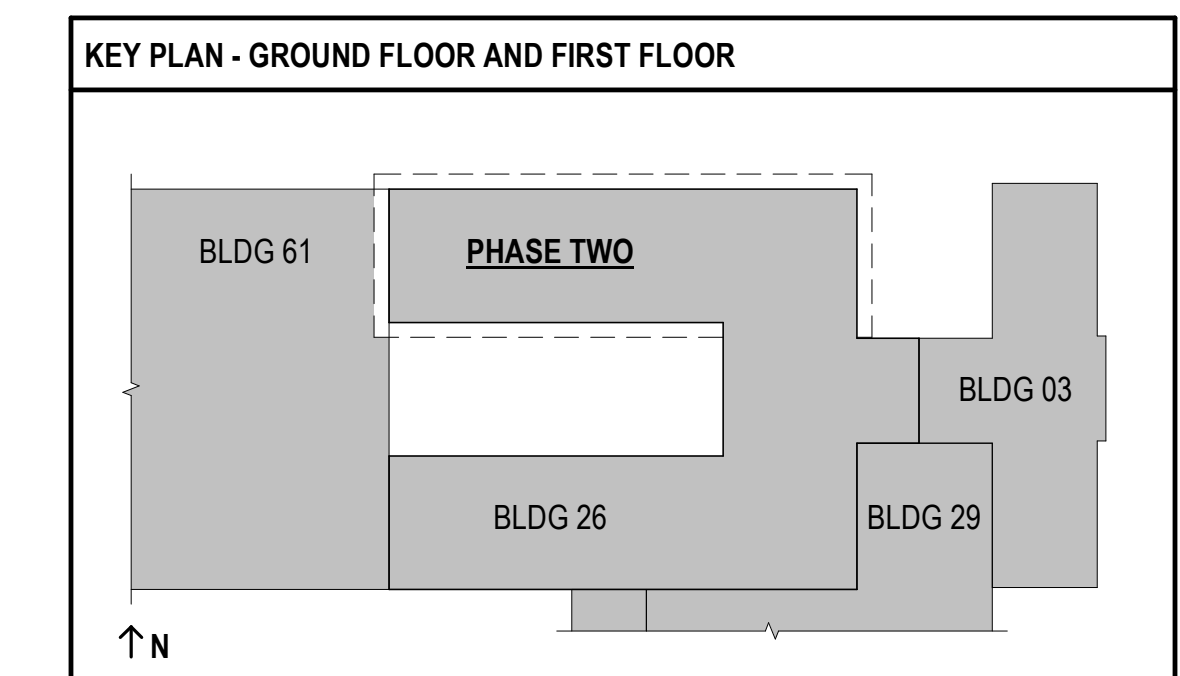 KEY PLAN - GROUND FLOOR AND FIRST FLOOR
BLDG 61
PHASE TWO
BLDG 03
BLDG 26
BLDG 29
N